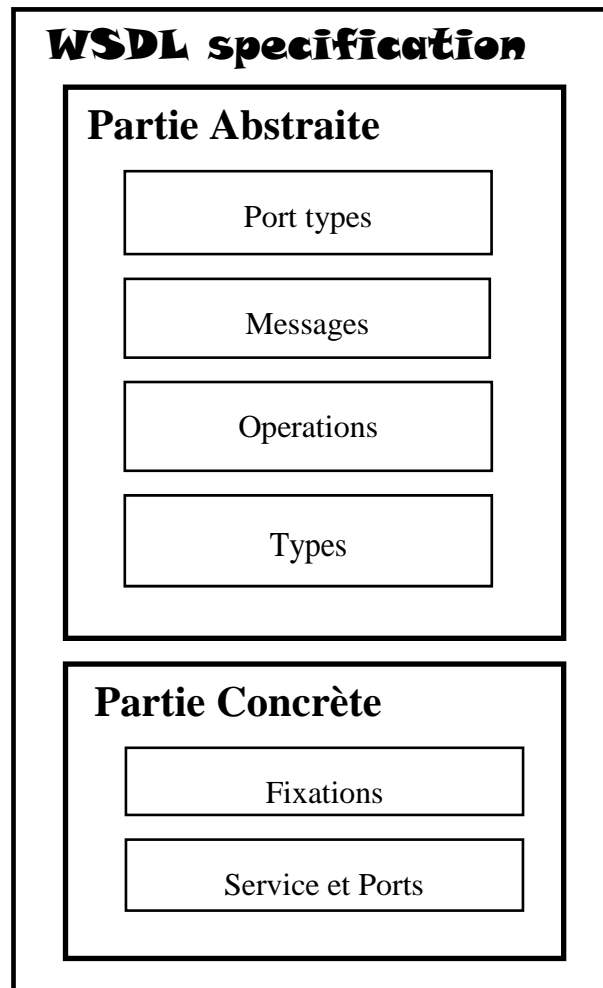 WSDL specification
Partie Abstraite
Port types
Messages
Operations
Types
Partie Concrète
Fixations
Service et Ports